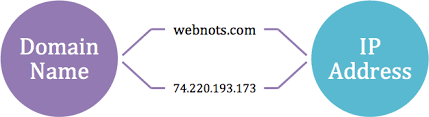 Domain
Name
webnots.com
74.220.193.173
IP
Address